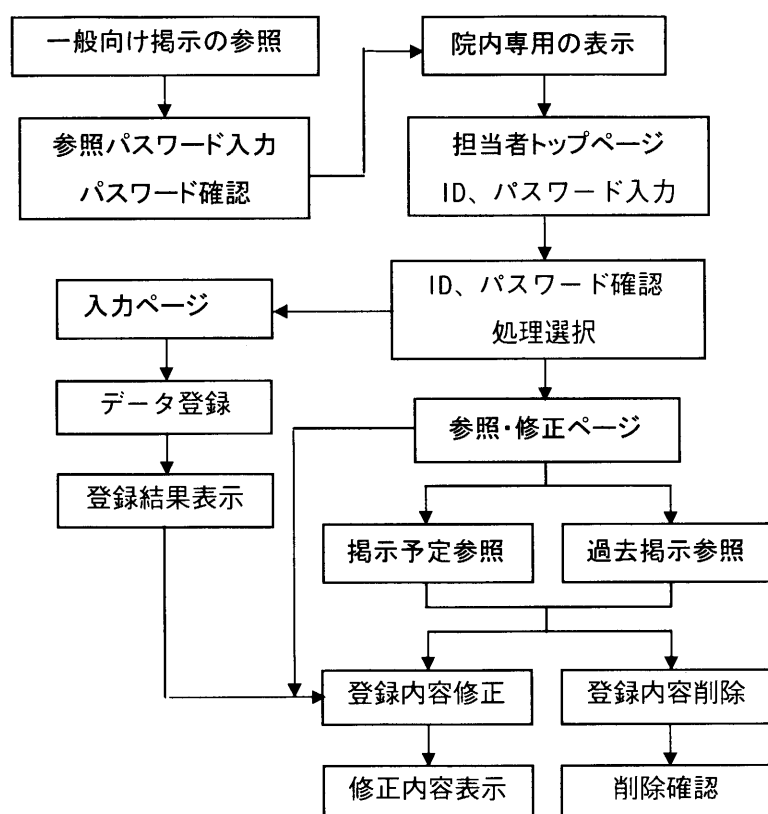 一般向け掲示の参照
院内専用の表示
参照パスワード入力
パスワード確認
担当者トップページ
ID、パスワード入力
ID、パスワード確認
処理選択
入力ページ
データ登録
登録結果表示
参照・修正ページ
掲示予定参照
過去掲示参照
登録内容修正
登録内容削除
修正内容表示
削除確認